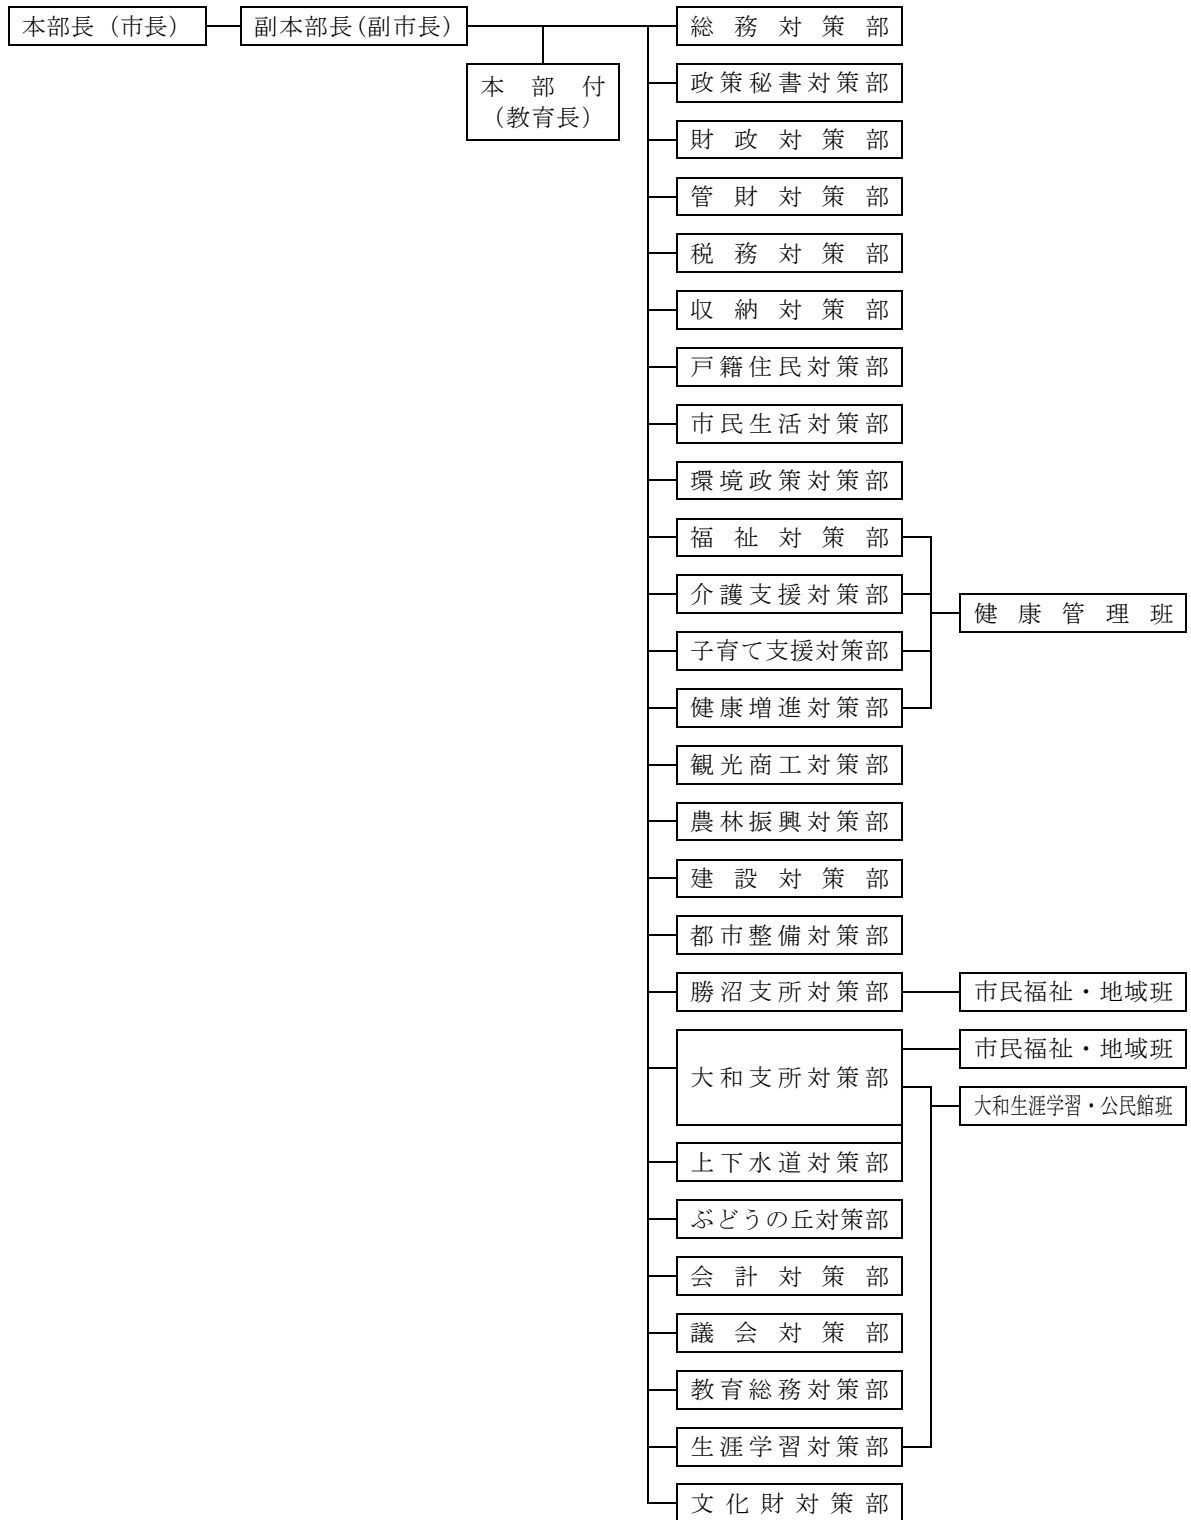 本部長（市長）
副本部長(副市長)
本部付
（教育長）
総務対策部
政策秘書対策部
財政対策部
管財対策部
税務対策部
収納対策部
戸籍住民対策部
市民生活対策部
環境政策対策部
福祉対策部
介護支援対策部
子育て支援対策部
健康増進対策部
健康管理班
観光商工対策部
農林振興対策部
建設対策部
都市整備対策部
勝沼支所対策部
市民福祉・地域班
大和支所対策部
市民福祉・地域班
大和生涯学習・公民館班
上下水道対策部
ぶどうの丘対策部
会計対策部
議会対策部
教育総務対策部
生涯学習対策部
文化財対策部